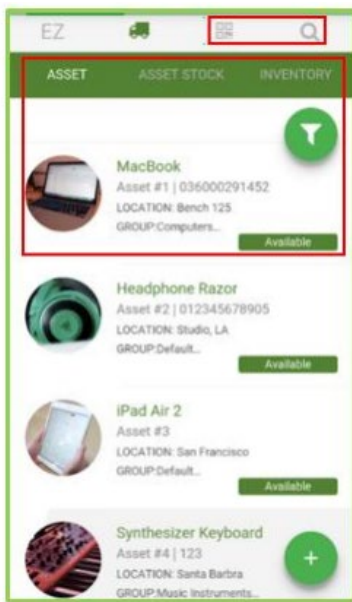 EZ
ASSET ASSET STOCK INVENTORY
MacBook
Asset #1 | 036000291452
LOCATION: Bench 125
GROUP:Computers...
Available
Headphone Razor
Asset #2 | 012345678905
LOCATION: Studio, LA
GROUP:Default...
Available
iPad Air 2
Asset #3
LOCATION: San Francisco
GROUP:Default...
Available
Synthesizer Keyboard
Asset #4 | 123
+
LOCATION: Santa Barbra
GROUP:Music Instruments...